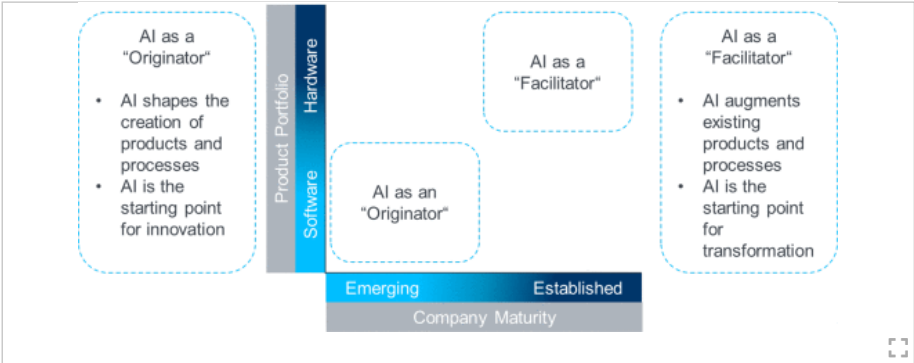 AI as a
“Originator“
• AI shapes the
creation of
products and
processes
• AI is the
starting point
for innovation
Product Portfolio
Hardware
Software
AI as an
“Originator“
AI as a
“Facilitator“
Emerging
Established
Company Maturity
AI as a
“Facilitator“
• AI augments
existing
products and
processes
• AI is the
starting point
for
transformation